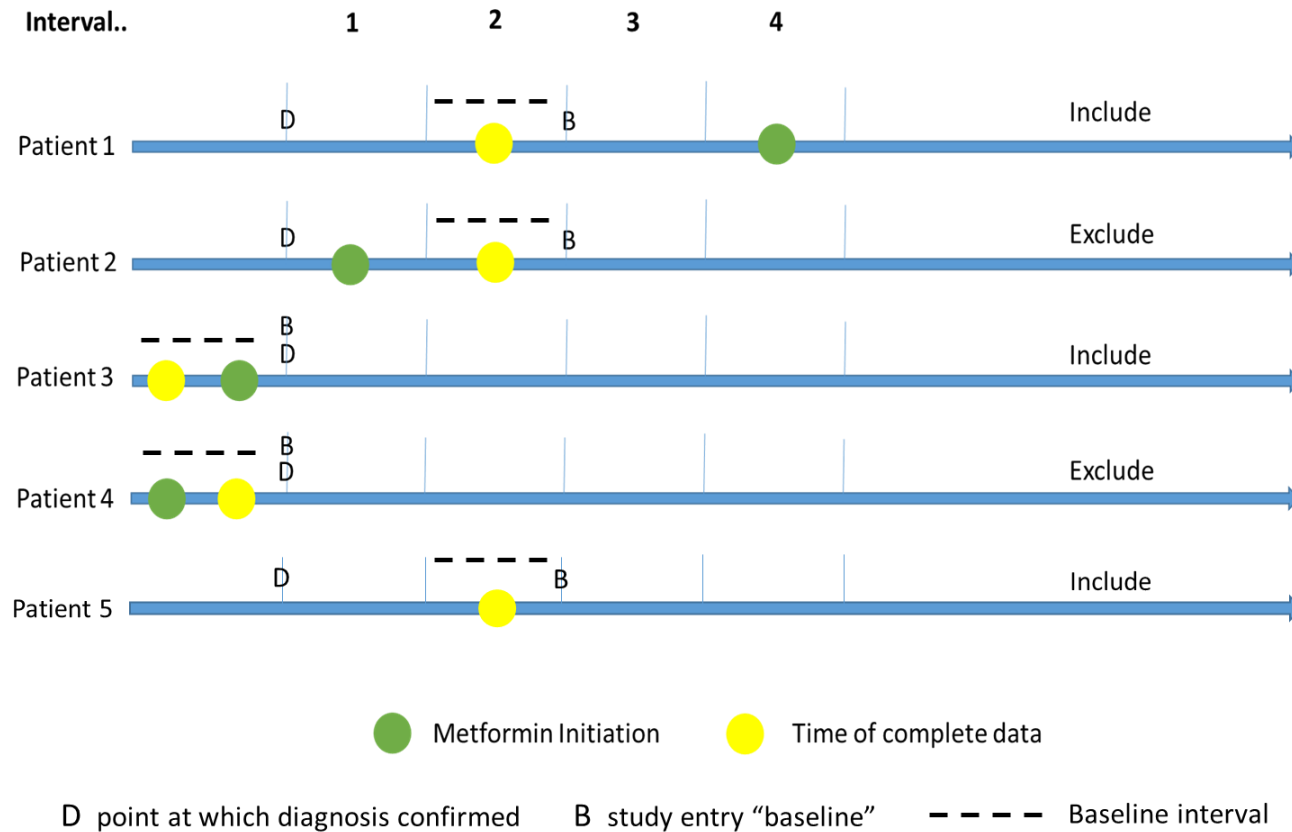 Interval.. 1 2 3 4
D B Include
Patient 1
D B Exclude
Patient 2
B
D Include
Patient 3
B
D Exclude
Patient 4
D B Include
Patient 5
Metformin Initiation Time of complete data
D point at which diagnosis confirmed B study entry “baseline” Baseline interval